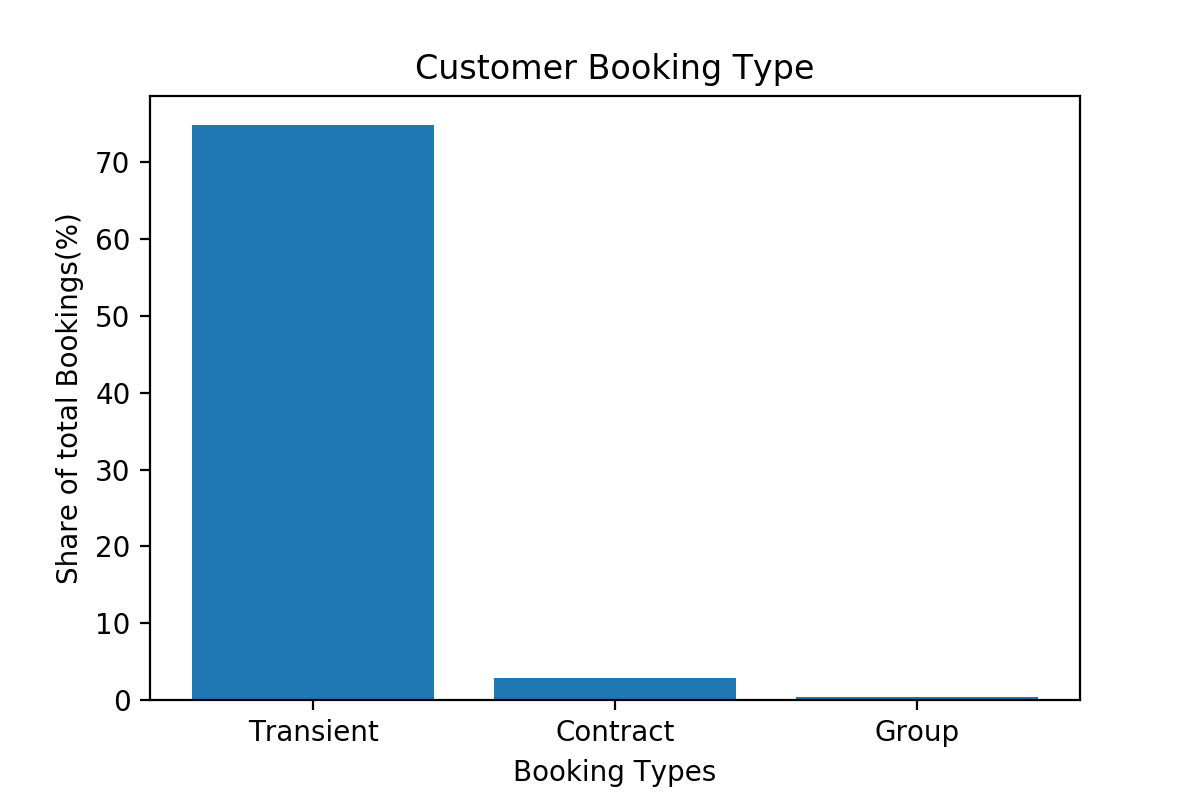 Customer Booking Type
Share of total Bookings(%)
70
60
50
40
30
20
10
0
Transient Contract Group
Booking Types